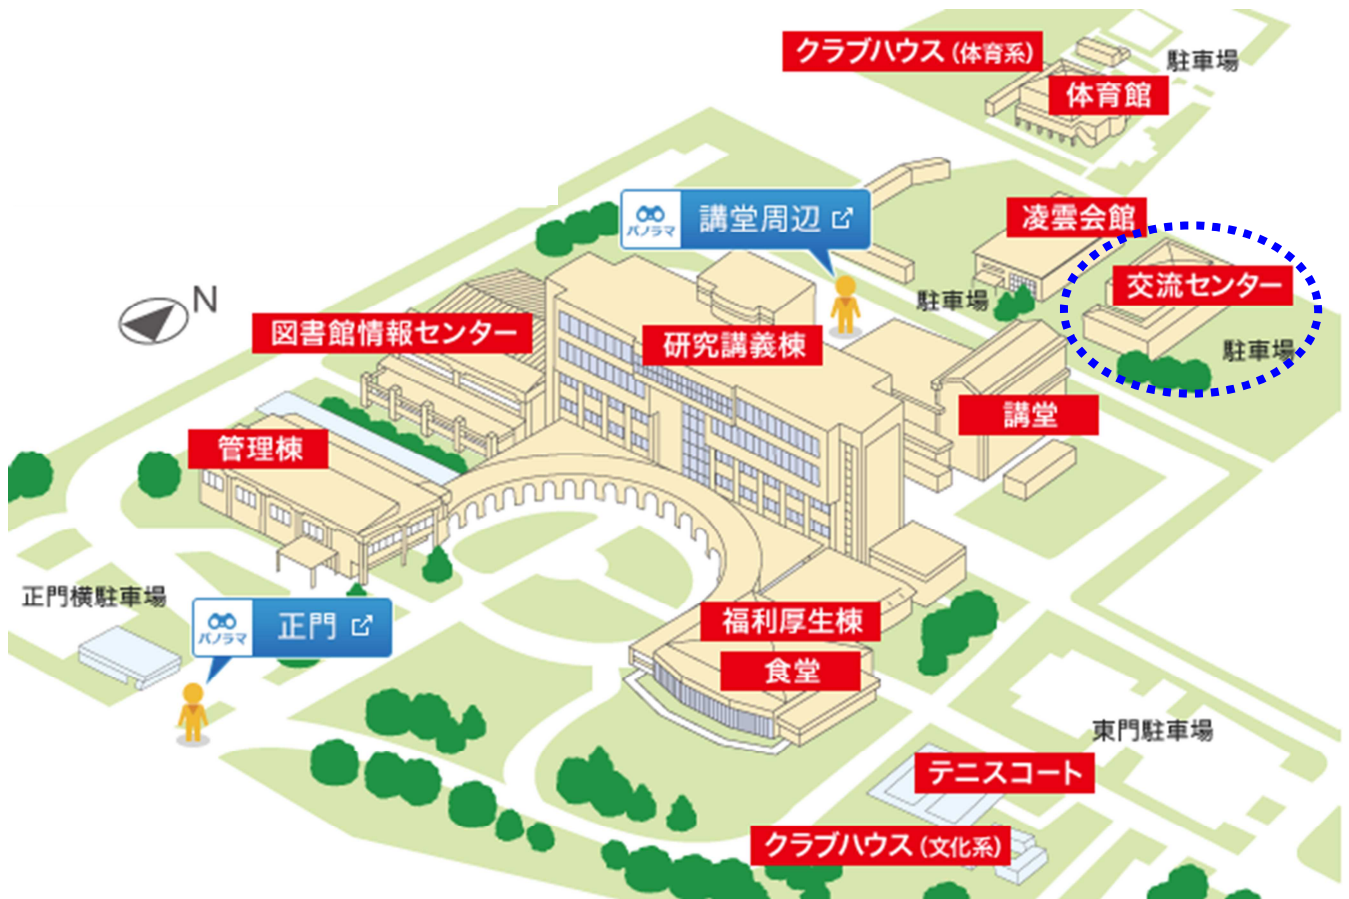 クラブハウス（体育系）
駐車場
体育館
パノラマ
講堂周辺
凌雲会館
交流センター
N
駐車場
図書館情報センター
研究講義棟
駐車場
講堂
管理棟
正門横駐車場
パノラマ
正門
福利厚生棟
食堂
東門駐車場
テニスコート
クラブハウス（文化系）